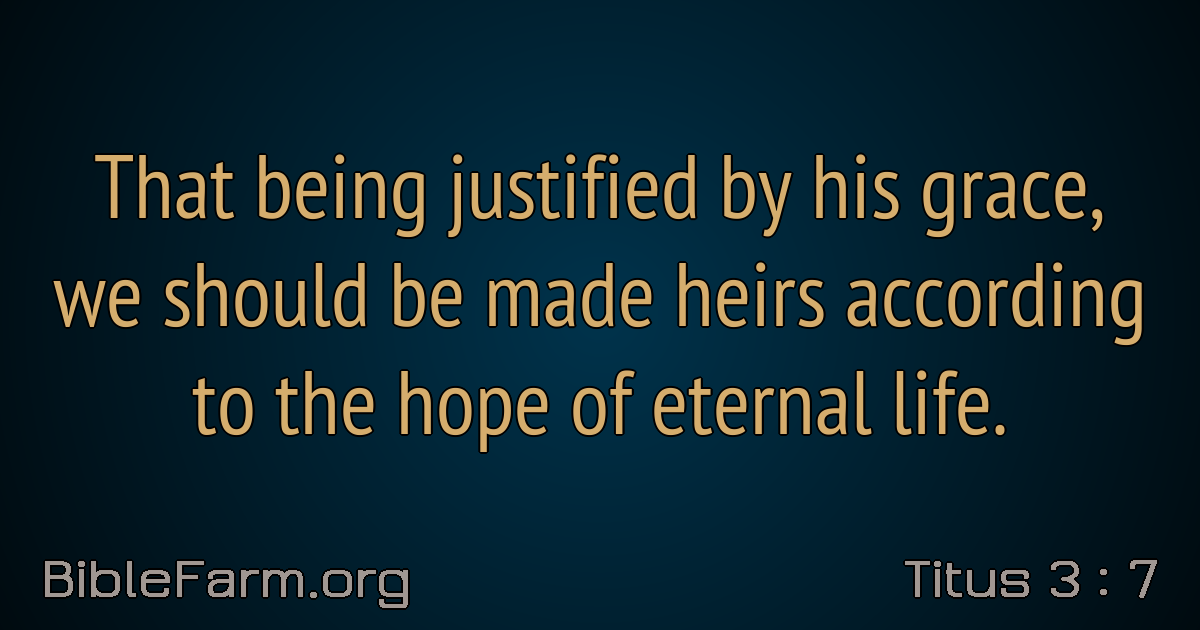 That being justified by his grace,
we should be made heirs according
to the hope of eternal life.
BibleFarm.org
Titus 3 : 7